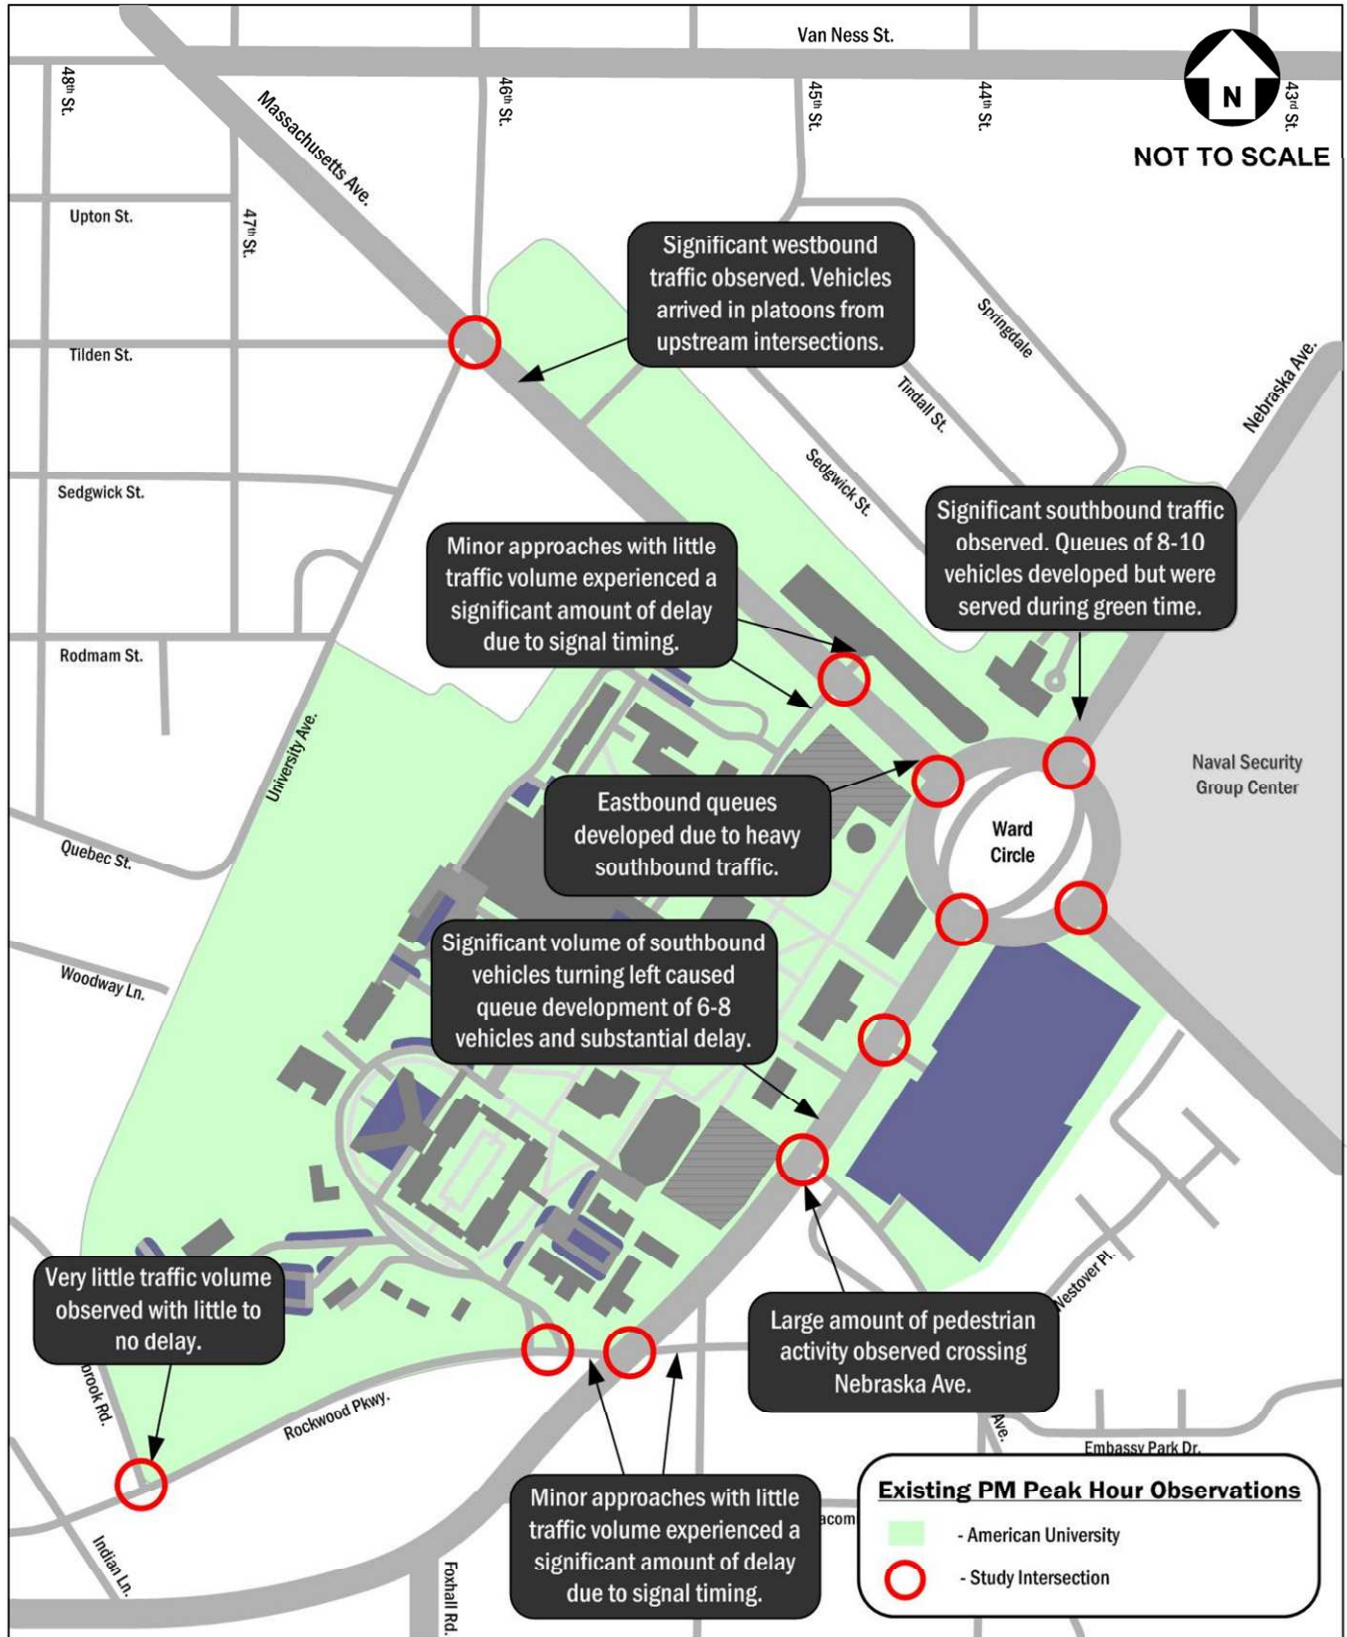 Van Ness St.
48th St.
46th St.
45th St.
44th St.
43rd St.
N
NOT TO SCALE
Massachusetts Ave.
Upton St.
47th St.
Significant westbound
traffic observed. Vehicles
arrived in platoons from
upstream intersections.
Springdale
Tilden St.
Tindall St.
Nebraska Ave.
Sedgwick St.
Sedgwick St.
Significant southbound traffic
observed. Queues of 8-10
vehicles developed but were
served during green time.
Minor approaches with little
traffic volume experienced a
significant amount of delay
due to signal timing.
Rodmam St.
University Ave.
Naval Security
Group Center
Eastbound queues
developed due to heavy
southbound traffic.
Ward
Circle
Quebec St.
Significant volume of southbound
vehicles turning left caused
queue development of 6-8
vehicles and substantial delay.
Woodway Ln.
Very little traffic volume
observed with little to
no delay.
Westover Pl.
Large amount of pedestrian
activity observed crossing
Nebraska Ave.
brook Rd.
Rockwood Pkwy.
Ave.
Embassy Park Dr.
Minor approaches with little
traffic volume experienced a
significant amount of delay
due to signal timing.
acom
Indian Ln.
Foxhall Rd.
Existing PM Peak Hour Observations
- American University
- Study Intersection